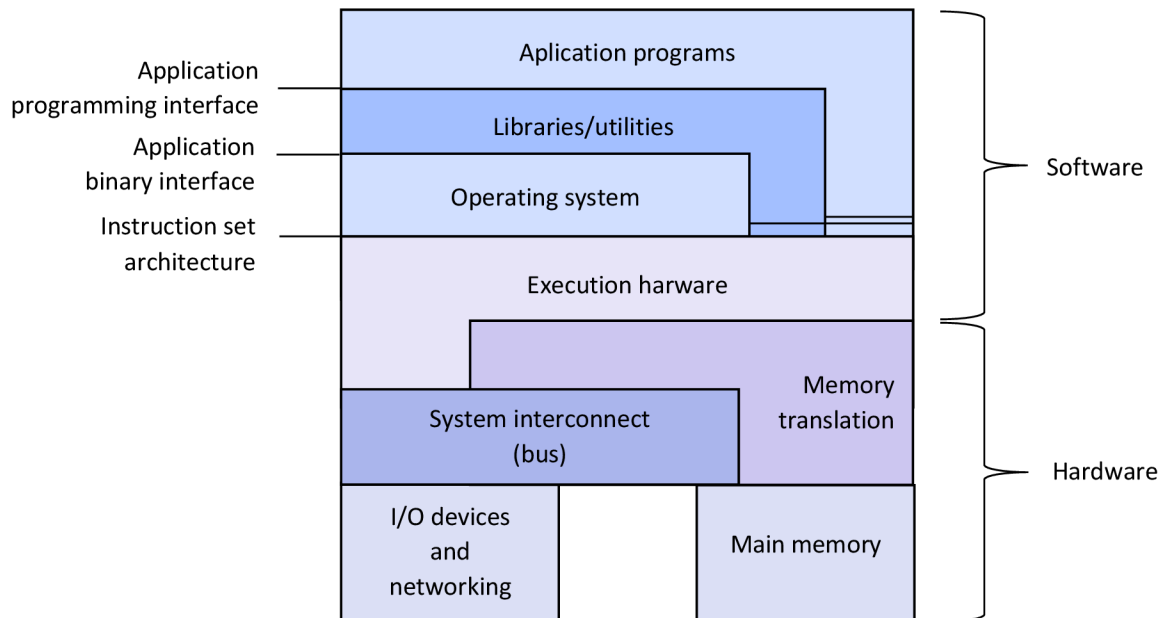 Aplication programs
Application
programming interface
Libraries/utilities
Application
binary interface
Software
Operating system
Instruction set
architecture
Execution harware
Memory
translation
System interconnect
(bus)
Hardware
I/O devices
and
networking
Main memory